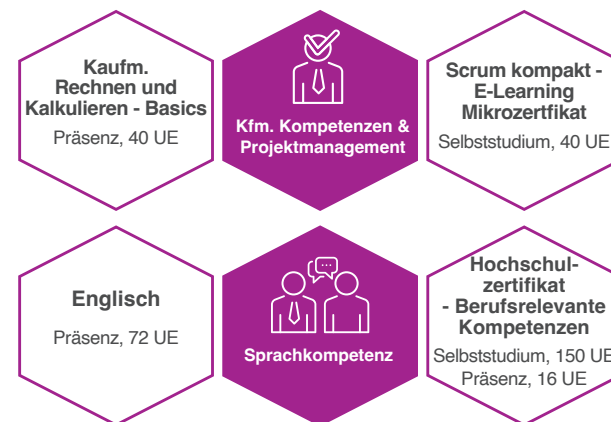 Kaufm.
Rechnen und
Kalkulieren - Basics
Präsenz, 40 UE
Kfm. Kompetenzen &
Projektmanagement
Scrum kompakt -
E-Learning
Mikrozertfikat
Selbststudium, 40 UE
Englisch
Präsenz, 72 UE
Sprachkompetenz
Hochschul-
zertifikat
- Berufsrelevante
Kompetenzen
Selbststudium, 150 UE
Präsenz, 16 UE